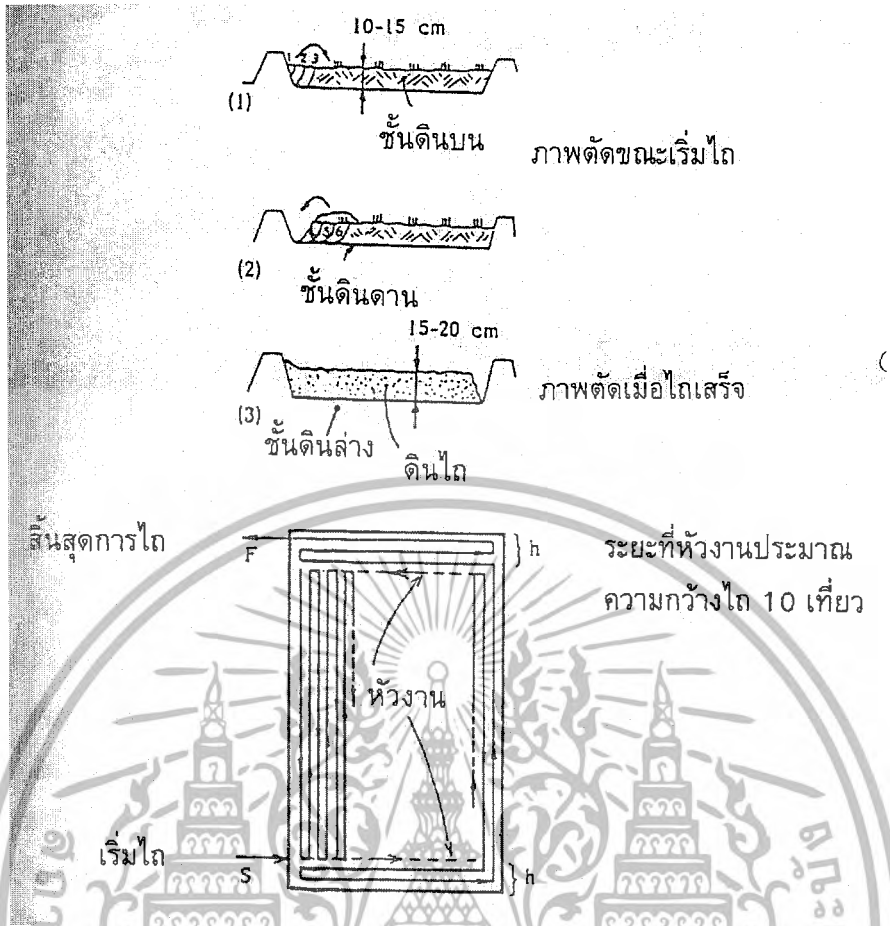 10-15 cm
1 2 3
(1)
ชั้นดินบน
ภาพตัดขณะเริ่มไถ
5 6
(2)
ชั้นดินดาน
15-20 cm
ภาพตัดเมื่อไถเสร็จ
(
(3)
ชั้นดินล่าง
ดินไถ
สิ้นสุดการไถ
F
h
ระยะที่หัวงานประมาณ
ความกว้างไถ 10 เที่ยว
หัวงาน
เริ่มไถ
S
h